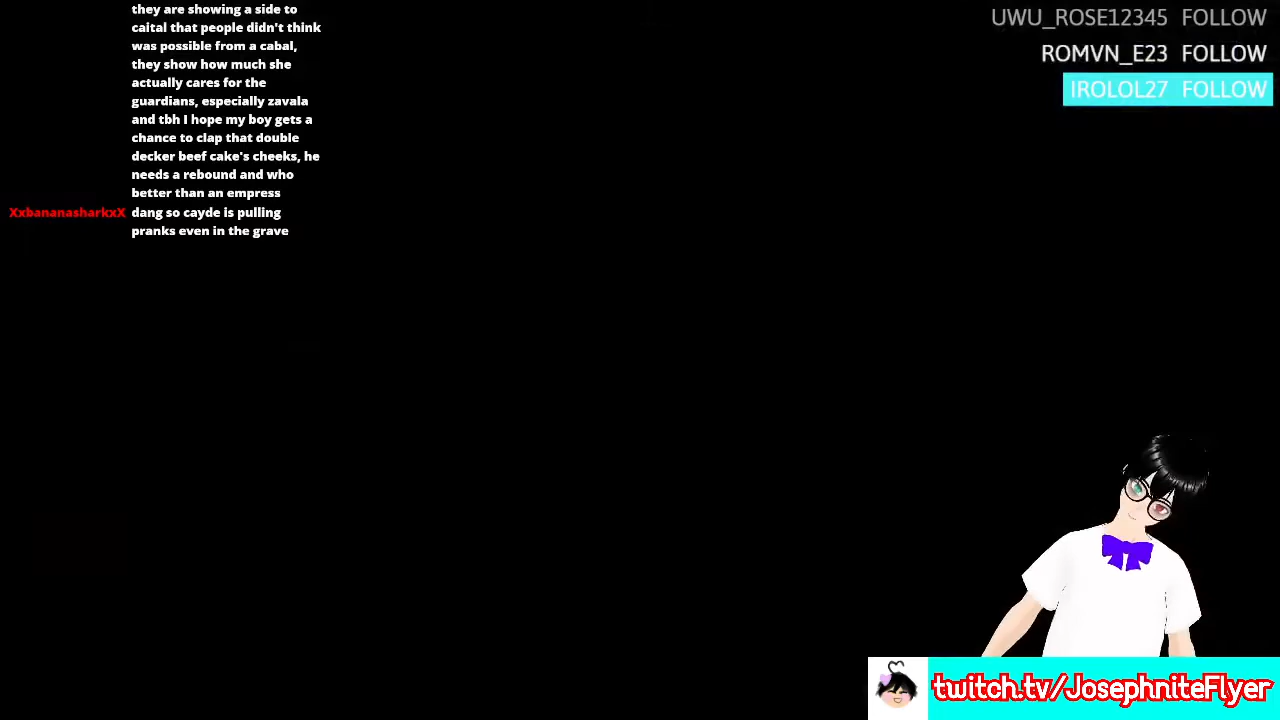 they are showing a side to
caital that people didn't think
was possible from a cabal,
they show how much she
actually cares for the
guardians, especially zavala
and tbh I hope my boy gets a
chance to clap that double
decker beef cake's cheeks, he
needs a rebound and who
better than an empress
XxbananasharkxX dang so cayde is pulling
pranks even in the grave
UWU_ROSE12345 FOLLOW
ROMVN_E23 FOLLOW
IROLOL27 FOLLOW
twitch.tv/JosephniteFlyer